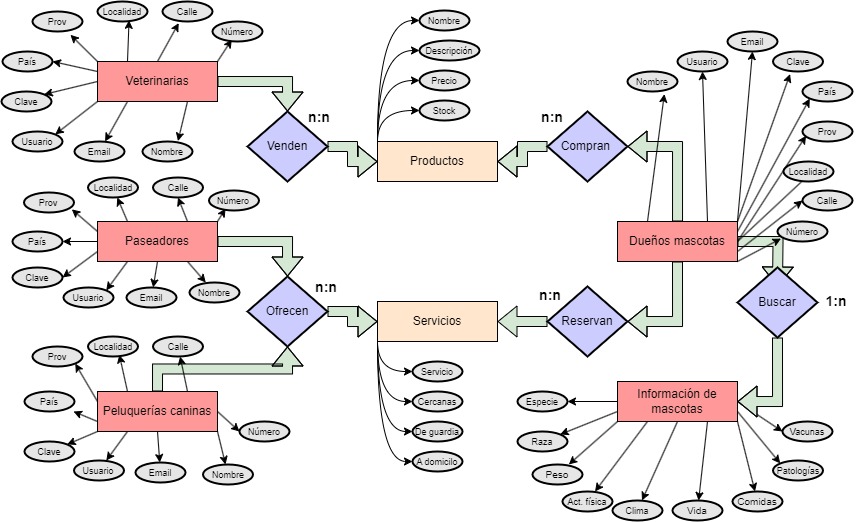 Prov
Localidad
Calle
Número
País
Veterinarias
Clave
Usuario
Email
Nombre
n:n
Venden
Nombre
Descripción
Precio
Stock
Productos
n:n
Compran
Nombre
Usuario
Email
Clave
País
Prov
Localidad
Calle
Número
Dueños mascotas
Prov
Localidad
Calle
Número
País
Paseadores
Clave
Usuario
Email
Nombre
n:n
Ofrecen
Servicios
n:n
Reservan
Buscar
1:n
Prov
Localidad
Calle
País
Peluquerías caninas
Clave
Usuario
Email
Nombre
Número
Servicio
Cercanas
De guardia
A domicilo
Información de
mascotas
Especie
Raza
Peso
Act. física
Clima
Vida
Comidas
Patologías
Vacunas